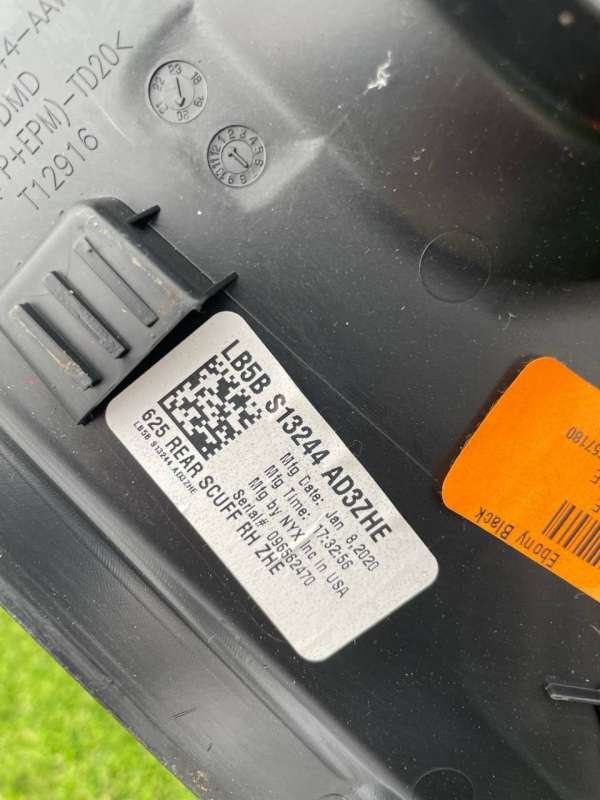 DMD
P+EPM)-TD20<
T12916
LB5B S13244 AD3ZHE
Mfg Date: Jan 8,2020
Mfg Time: 17:32:56
Mfg by NYX Inc in USA
Serial# 096562470
625 REAR SCUFF RH ZHE
LB5B S13244 AD3ZHE
Ebony Black